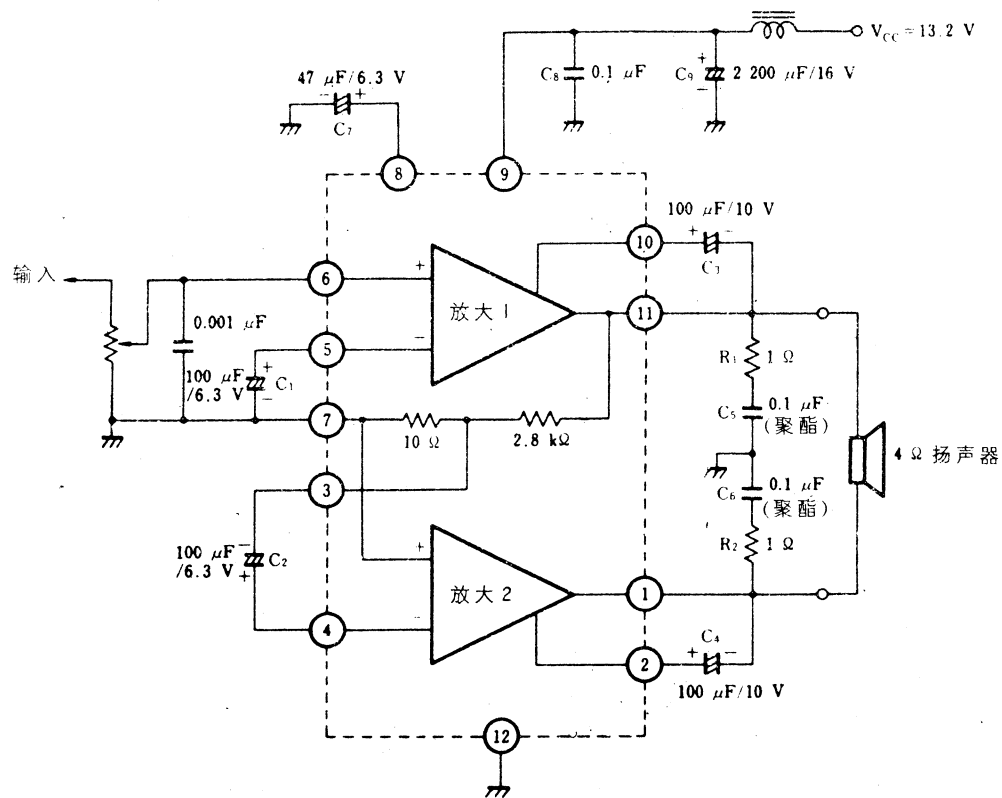 V_CC = 13.2 V
C₈ 0.1 μF
C₉ + − 2 200 μF/16 V
47 μF/6.3 V
− +
C₇
8
9
100 μF/10 V
+ −
C₃
10
输入
6
+
放大1
11
0.001 μF
5
−
R₁ 1 Ω
100 μF
/6.3 V
+
−
C₁
C₅ 0.1 μF
(聚酯)
7
10 Ω
2.8 kΩ
4 Ω 扬声器
3
C₆ 0.1 μF
(聚酯)
R₂ 1 Ω
100 μF
/6.3 V
−
+
C₂
+
放大2
1
4
−
C₄
+ −
2
100 μF/10 V
12